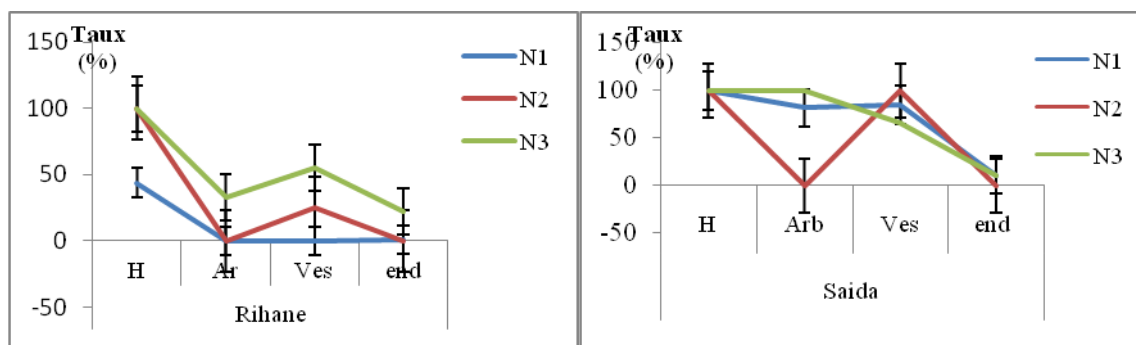 Taux
(%)
150
100
50
0
-50
H
Ar
Ves
end
Rihane
N1
N2
N3
Taux
(%)
150
100
50
0
-50
H
Arb
Ves
end
Saida
N1
N2
N3